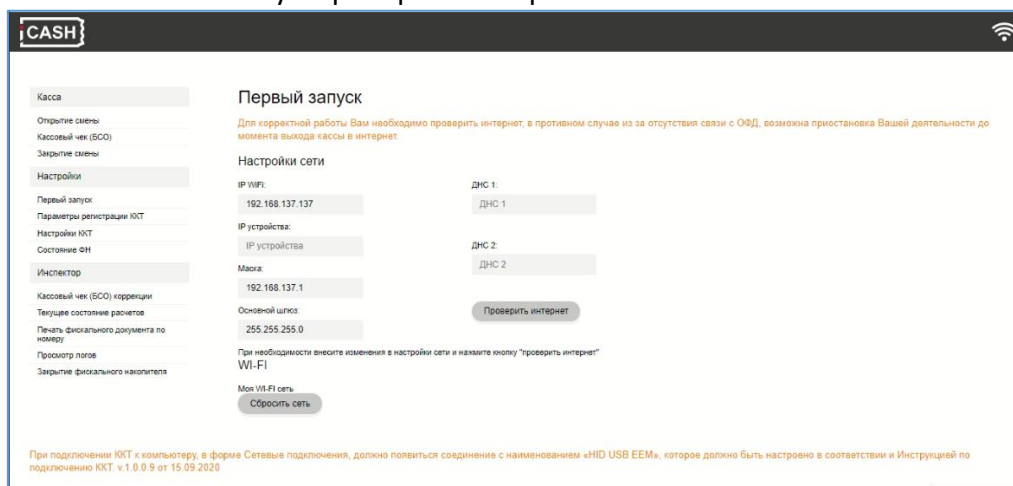 iCASH
Касса
Открытие смены
Кассовый чек (БСО)
Закрытие смены
Настройки
Первый запуск
Параметры регистрации ККТ
Настройки ККТ
Состояние ФН
Инспектор
Кассовый чек (БСО) коррекции
Текущее состояние расчетов
Печать фискального документа по
номеру
Просмотр логов
Закрытие фискального накопителя
Первый запуск
Для корректной работы Вам необходимо проверить интернет, в противном случае из за отсутствия связи с ОФД, возможна приостановка Вашей деятельности до
момента выхода кассы в интернет.
Настройки сети
IP WiFi:
192.168.137.137
IP устройства:
IP устройства
Маска:
192.168.137.1
Основной шлюз:
255.255.255.0
ДНС 1:
ДНС 1
ДНС 2:
ДНС 2
Проверить интернет
При необходимости внесите изменения в настройки сети и нажмите кнопку "проверить интернет"
WI-FI
Моя WI-FI сеть
Сбросить сеть
При подключении ККТ к компьютеру, в форме Сетевые подключения, должно появиться соединение с наименованием «HID USB EEM», которое должно быть настроено в соответствии и Инструкцией по
подключению ККТ. v.1.0.0.9 от 15.09.2020